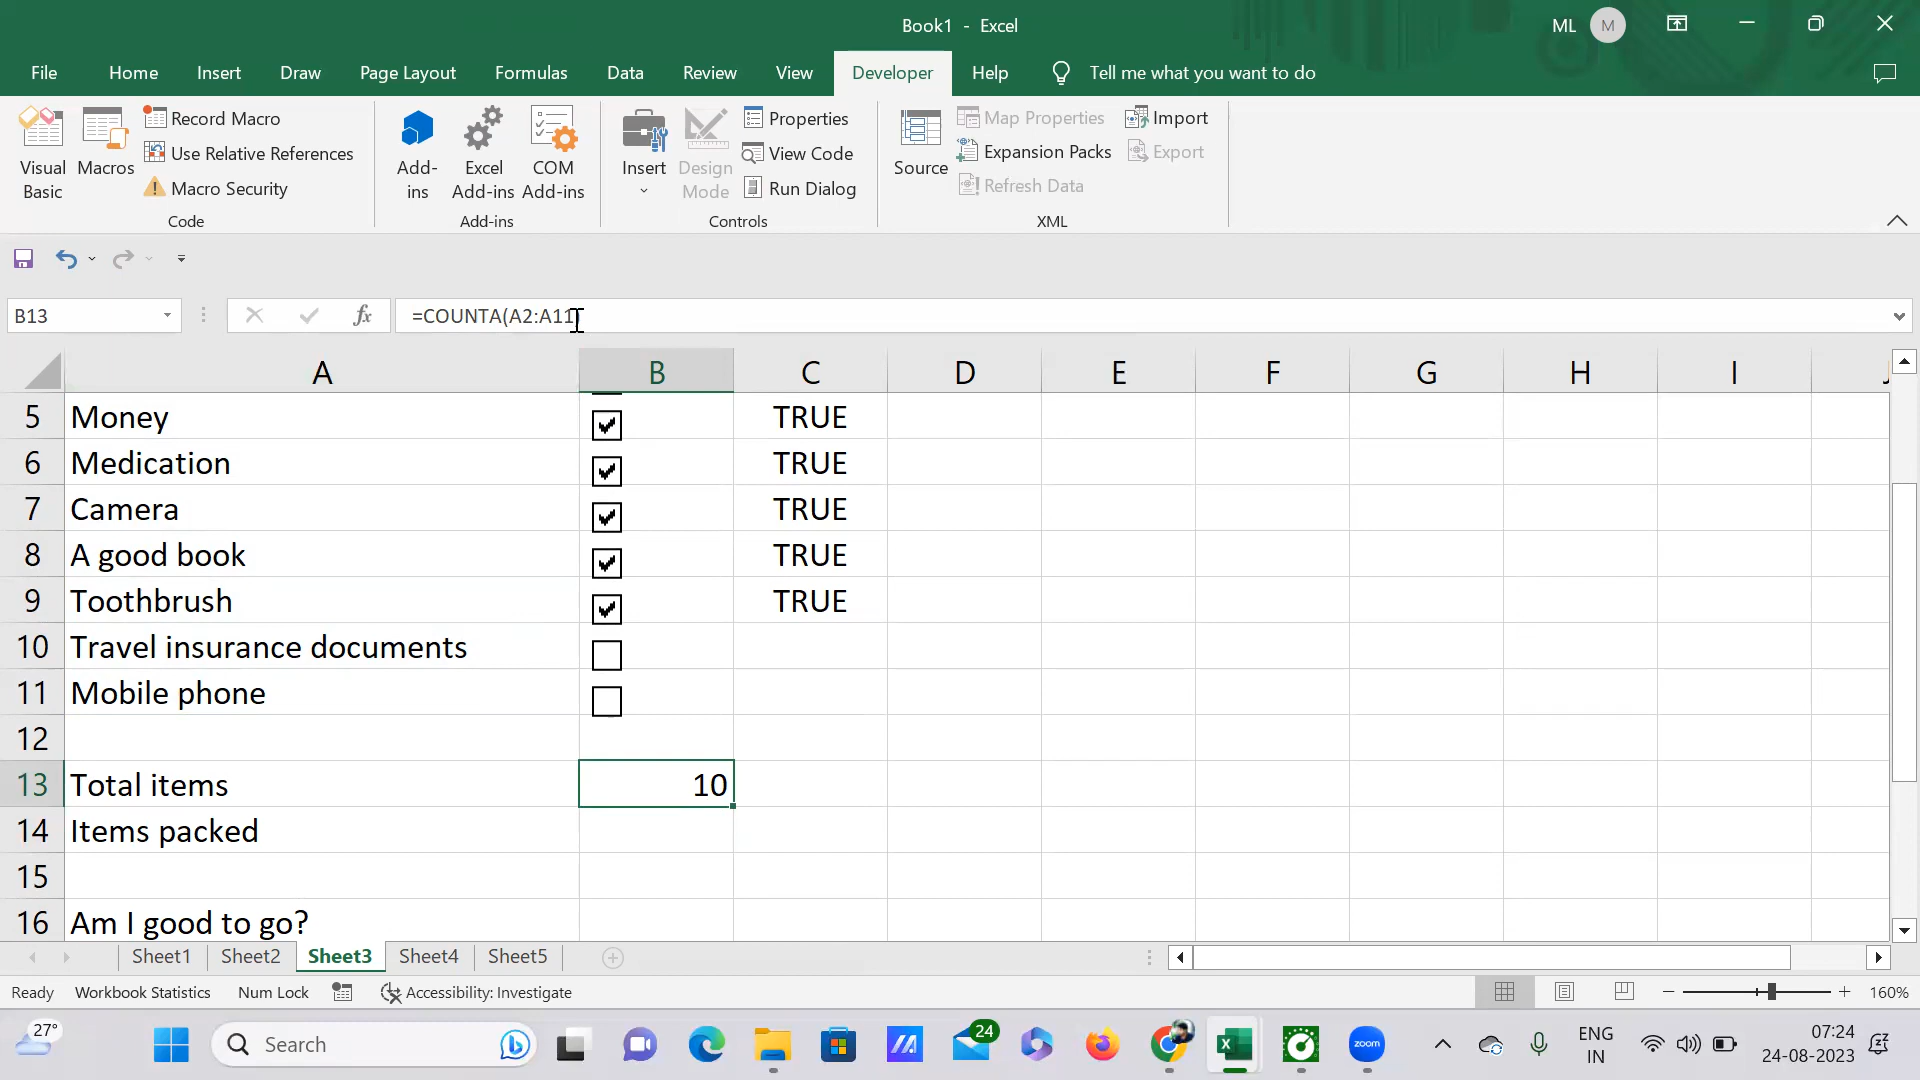 Book1 - Excel
ML M
File Home Insert Draw Page Layout Formulas Data Review View Developer Help Tell me what you want to do
Visual Basic
Macros
Record Macro
Use Relative References
Macro Security
Code
Add-ins
Excel Add-ins
COM Add-ins
Add-ins
Insert
Design Mode
Properties
View Code
Run Dialog
Controls
Source
Map Properties
Expansion Packs
Refresh Data
Import
Export
XML
B13 fx =COUNTA(A2:A11)
A B C D E F G H I
5 Money TRUE
6 Medication TRUE
7 Camera TRUE
8 A good book TRUE
9 Toothbrush TRUE
10 Travel insurance documents
11 Mobile phone
12
13 Total items 10
14 Items packed
15
16 Am I good to go?
Sheet1 Sheet2 Sheet3 Sheet4 Sheet5
Ready Workbook Statistics Num Lock Accessibility: Investigate 160%
27° Search 24 zoom ENG IN 07:24 24-08-2023